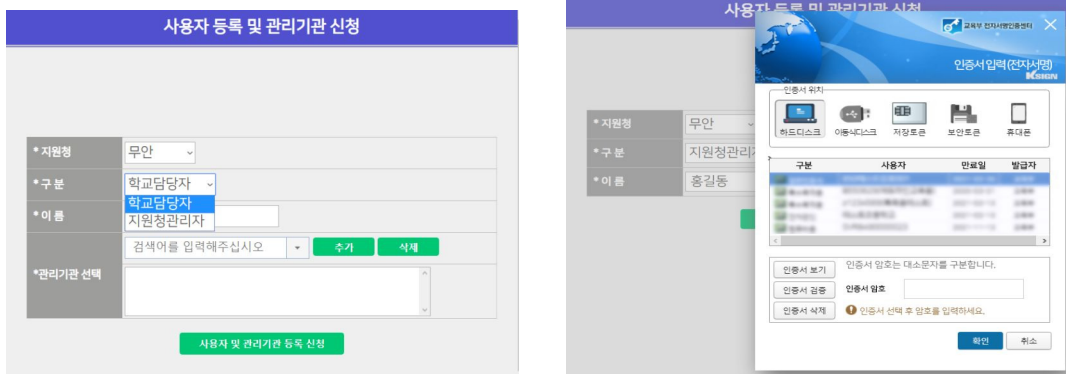 사용자 등록 및 관리기관 신청
* 지원청
무안
* 구 분
학교담당자
학교담당자
지원청관리자
* 이 름
검색어를 입력해주십시오
추가
삭제
*관리기관 선택
사용자 및 관리기관 등록 신청
사용자 등록 및 관리기관 신청
* 지원청
무안
* 구 분
지원청관리자
* 이 름
홍길동
교육부 전자서명인증센터
인증서 입력 (전자서명)
KSIGN
인증서 위치
하드디스크
이동식디스크
저장토큰
보안토큰
휴대폰
구분
사용자
만료일
발급자
인증서 보기
인증서 암호는 대소문자를 구분합니다.
인증서 검증
인증서 암호
인증서 삭제
인증서 선택 후 암호를 입력하세요.
확인
취소